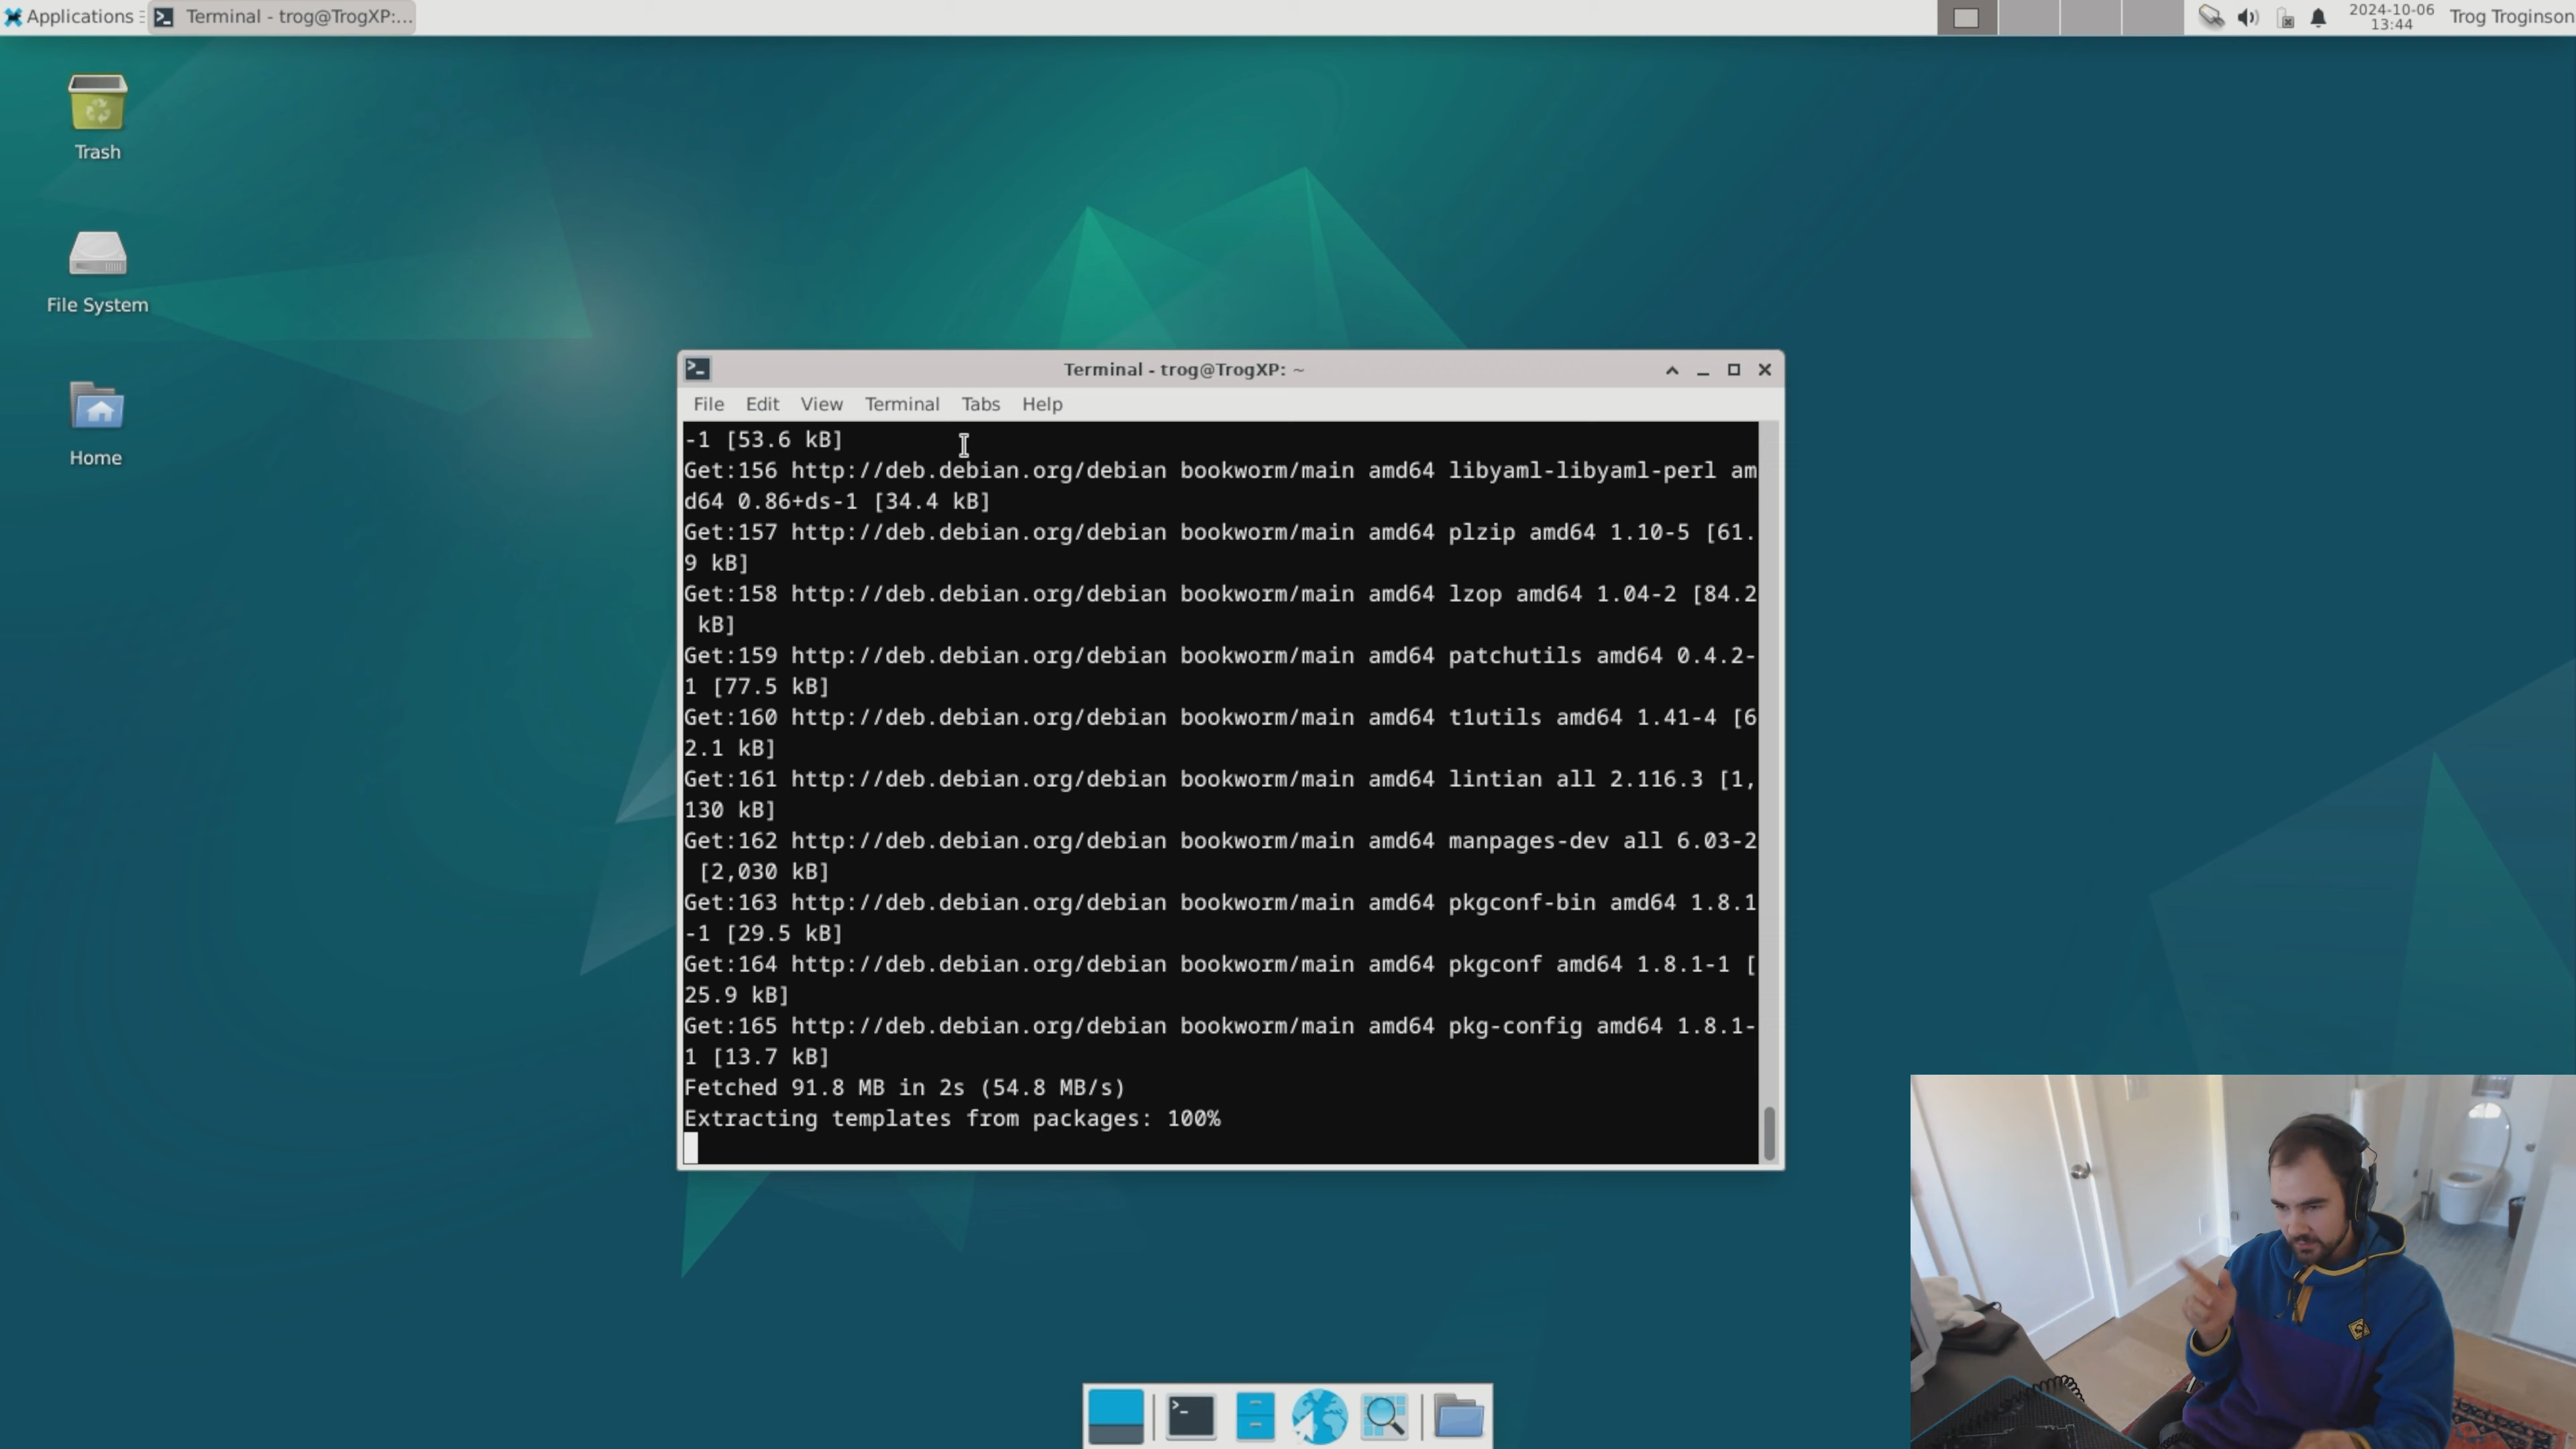 Applications
Terminal - trog@TrogXP:...
2024-10-06
13:44
Trog Troginson
Trash
File System
Home
Terminal - trog@TrogXP: ~
File Edit View Terminal Tabs Help
-1 [53.6 kB]
Get:156 http://deb.debian.org/debian bookworm/main amd64 libyaml-libyaml-perl am
d64 0.86+ds-1 [34.4 kB]
Get:157 http://deb.debian.org/debian bookworm/main amd64 plzip amd64 1.10-5 [61.
9 kB]
Get:158 http://deb.debian.org/debian bookworm/main amd64 lzop amd64 1.04-2 [84.2
 kB]
Get:159 http://deb.debian.org/debian bookworm/main amd64 patchutils amd64 0.4.2-
1 [77.5 kB]
Get:160 http://deb.debian.org/debian bookworm/main amd64 t1utils amd64 1.41-4 [6
2.1 kB]
Get:161 http://deb.debian.org/debian bookworm/main amd64 lintian all 2.116.3 [1,
130 kB]
Get:162 http://deb.debian.org/debian bookworm/main amd64 manpages-dev all 6.03-2
 [2,030 kB]
Get:163 http://deb.debian.org/debian bookworm/main amd64 pkgconf-bin amd64 1.8.1
-1 [29.5 kB]
Get:164 http://deb.debian.org/debian bookworm/main amd64 pkgconf amd64 1.8.1-1 [
25.9 kB]
Get:165 http://deb.debian.org/debian bookworm/main amd64 pkg-config amd64 1.8.1-
1 [13.7 kB]
Fetched 91.8 MB in 2s (54.8 MB/s)
Extracting templates from packages: 100%